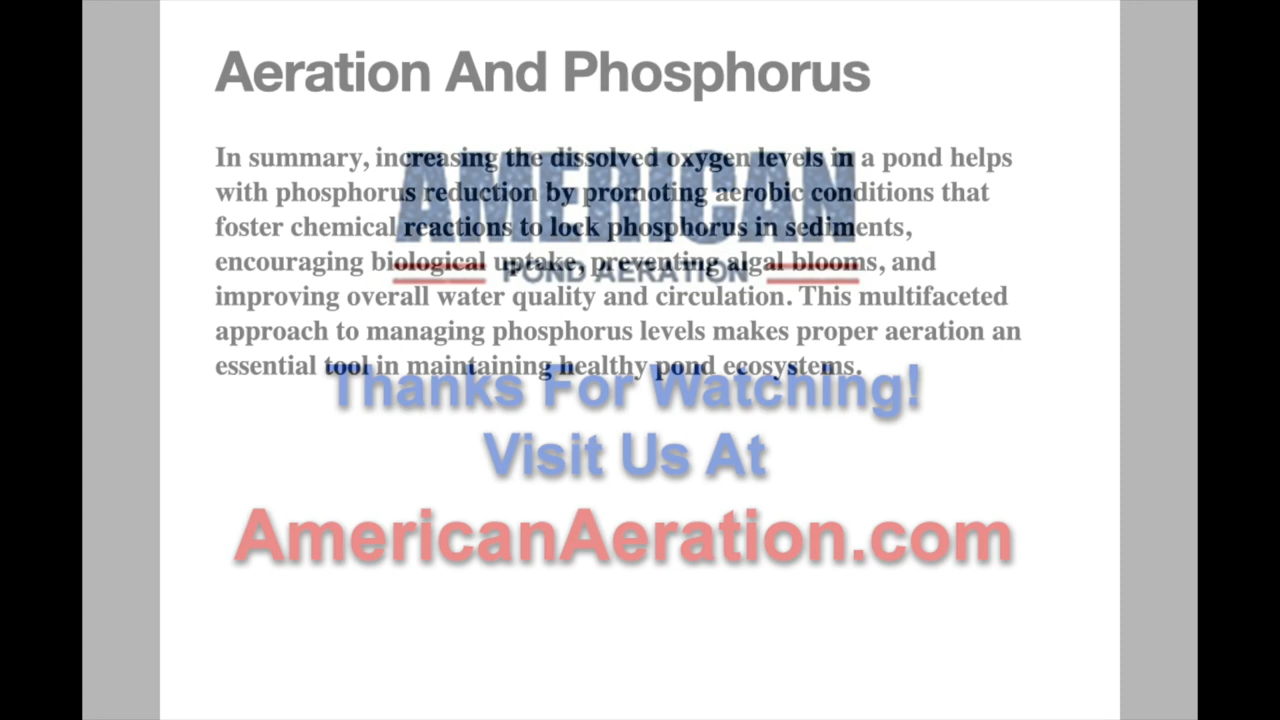 Aeration And Phosphorus
In summary, increasing the dissolved oxygen levels in a pond helps
with phosphorus reduction by promoting aerobic conditions that
foster chemical reactions to lock phosphorus in sediments,
encouraging biological uptake, preventing algal blooms, and
improving overall water quality and circulation. This multifaceted
approach to managing phosphorus levels makes proper aeration an
essential tool in maintaining healthy pond ecosystems.
AMERICAN
POND AERATION
Thanks For Watching!
Visit Us At
AmericanAeration.com